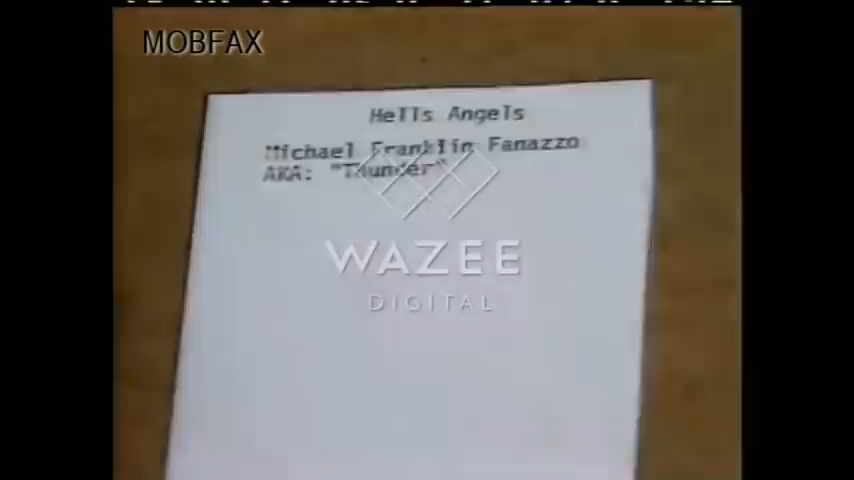 MOBFAX
Hells Angels
Michael Franklin Fanazzo
AKA: "Thunder"
WAZEE
DIGITAL